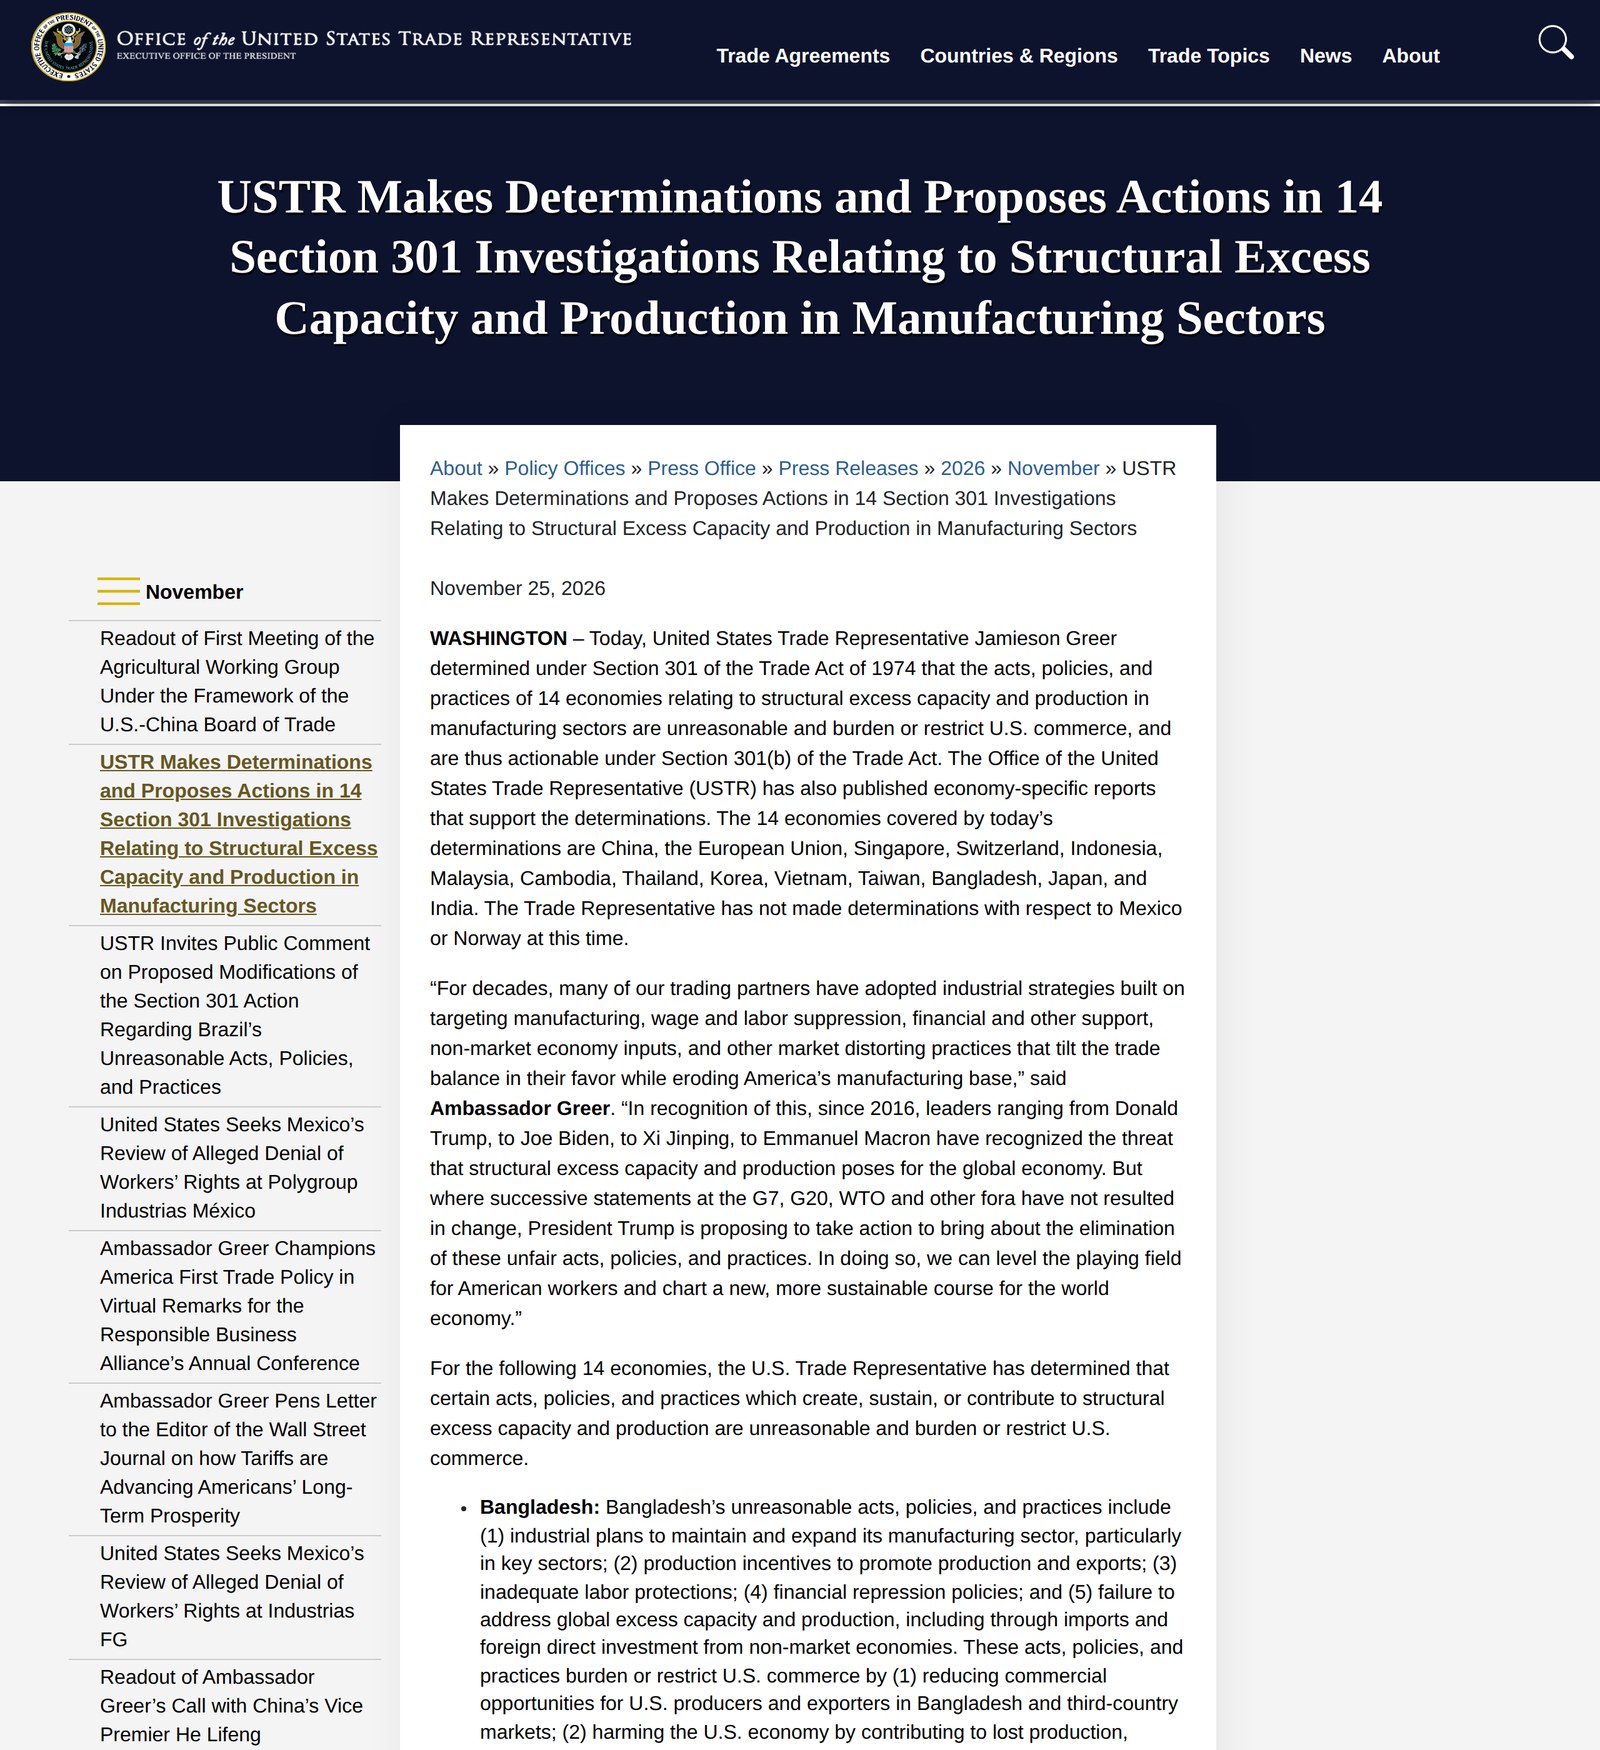 OFFICE of the UNITED STATES TRADE REPRESENTATIVE
EXECUTIVE OFFICE OF THE PRESIDENT
Trade Agreements
Countries & Regions
Trade Topics
News
About
USTR Makes Determinations and Proposes Actions in 14
Section 301 Investigations Relating to Structural Excess
Capacity and Production in Manufacturing Sectors
About » Policy Offices » Press Office » Press Releases » 2026 » November » USTR
Makes Determinations and Proposes Actions in 14 Section 301 Investigations
Relating to Structural Excess Capacity and Production in Manufacturing Sectors
November
Readout of First Meeting of the
Agricultural Working Group
Under the Framework of the
U.S.-China Board of Trade
USTR Makes Determinations
and Proposes Actions in 14
Section 301 Investigations
Relating to Structural Excess
Capacity and Production in
Manufacturing Sectors
USTR Invites Public Comment
on Proposed Modifications of
the Section 301 Action
Regarding Brazil’s
Unreasonable Acts, Policies,
and Practices
United States Seeks Mexico’s
Review of Alleged Denial of
Workers’ Rights at Polygroup
Industrias México
Ambassador Greer Champions
America First Trade Policy in
Virtual Remarks for the
Responsible Business
Alliance’s Annual Conference
Ambassador Greer Pens Letter
to the Editor of the Wall Street
Journal on how Tariffs are
Advancing Americans’ Long-
Term Prosperity
United States Seeks Mexico’s
Review of Alleged Denial of
Workers’ Rights at Industrias
FG
Readout of Ambassador
Greer’s Call with China’s Vice
Premier He Lifeng
November 25, 2026
WASHINGTON – Today, United States Trade Representative Jamieson Greer
determined under Section 301 of the Trade Act of 1974 that the acts, policies, and
practices of 14 economies relating to structural excess capacity and production in
manufacturing sectors are unreasonable and burden or restrict U.S. commerce, and
are thus actionable under Section 301(b) of the Trade Act. The Office of the United
States Trade Representative (USTR) has also published economy-specific reports
that support the determinations. The 14 economies covered by today’s
determinations are China, the European Union, Singapore, Switzerland, Indonesia,
Malaysia, Cambodia, Thailand, Korea, Vietnam, Taiwan, Bangladesh, Japan, and
India. The Trade Representative has not made determinations with respect to Mexico
or Norway at this time.
“For decades, many of our trading partners have adopted industrial strategies built on
targeting manufacturing, wage and labor suppression, financial and other support,
non-market economy inputs, and other market distorting practices that tilt the trade
balance in their favor while eroding America’s manufacturing base,” said
Ambassador Greer. “In recognition of this, since 2016, leaders ranging from Donald
Trump, to Joe Biden, to Xi Jinping, to Emmanuel Macron have recognized the threat
that structural excess capacity and production poses for the global economy. But
where successive statements at the G7, G20, WTO and other fora have not resulted
in change, President Trump is proposing to take action to bring about the elimination
of these unfair acts, policies, and practices. In doing so, we can level the playing field
for American workers and chart a new, more sustainable course for the world
economy.”
For the following 14 economies, the U.S. Trade Representative has determined that
certain acts, policies, and practices which create, sustain, or contribute to structural
excess capacity and production are unreasonable and burden or restrict U.S.
commerce.
• Bangladesh: Bangladesh’s unreasonable acts, policies, and practices include
(1) industrial plans to maintain and expand its manufacturing sector, particularly
in key sectors; (2) production incentives to promote production and exports; (3)
inadequate labor protections; (4) financial repression policies; and (5) failure to
address global excess capacity and production, including through imports and
foreign direct investment from non-market economies. These acts, policies, and
practices burden or restrict U.S. commerce by (1) reducing commercial
opportunities for U.S. producers and exporters in Bangladesh and third-country
markets; (2) harming the U.S. economy by contributing to lost production,